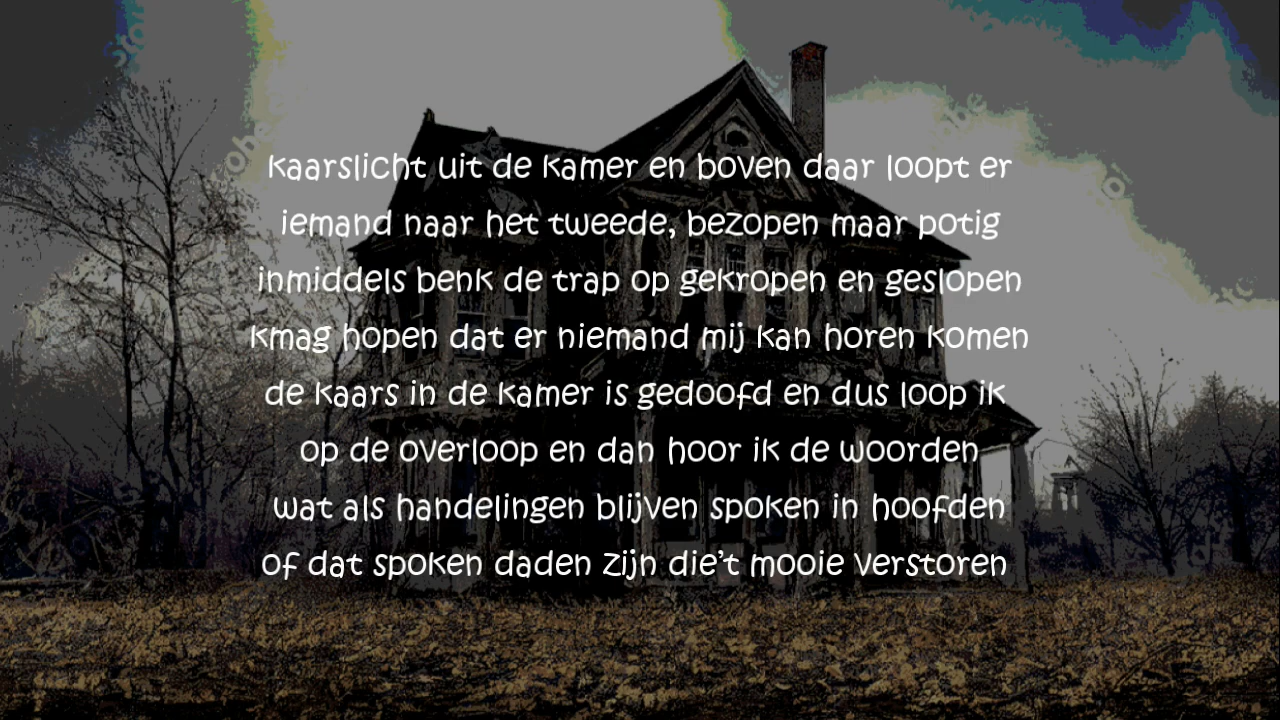 kaarslicht uit de kamer en boven daar loopt er
iemand naar het tweede, bezopen maar potig
inmiddels benk de trap op gekropen en geslopen
kmag hopen dat er niemand mij kan horen komen
de kaars in de kamer is gedoofd en dus loop ik
op de overloop en dan hoor ik de woorden
wat als handelingen blijven spoken in hoofden
of dat spoken daden zijn die't mooie verstoren